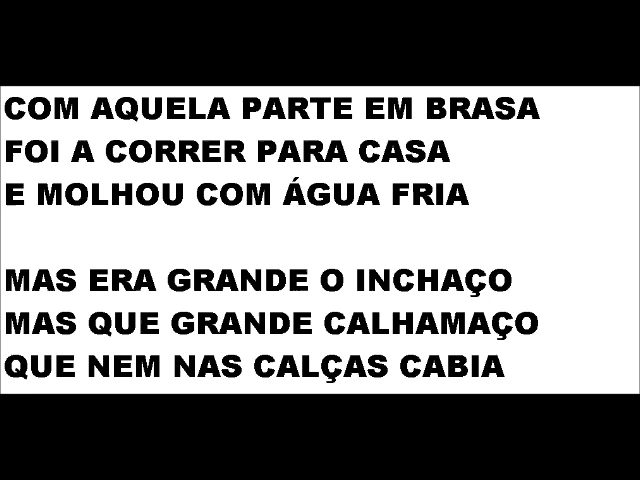 COM AQUELA PARTE EM BRASA
FOI A CORRER PARA CASA
E MOLHOU COM ÁGUA FRIA
MAS ERA GRANDE O INCHAÇO
MAS QUE GRANDE CALHAMAÇO
QUE NEM NAS CALÇAS CABIA